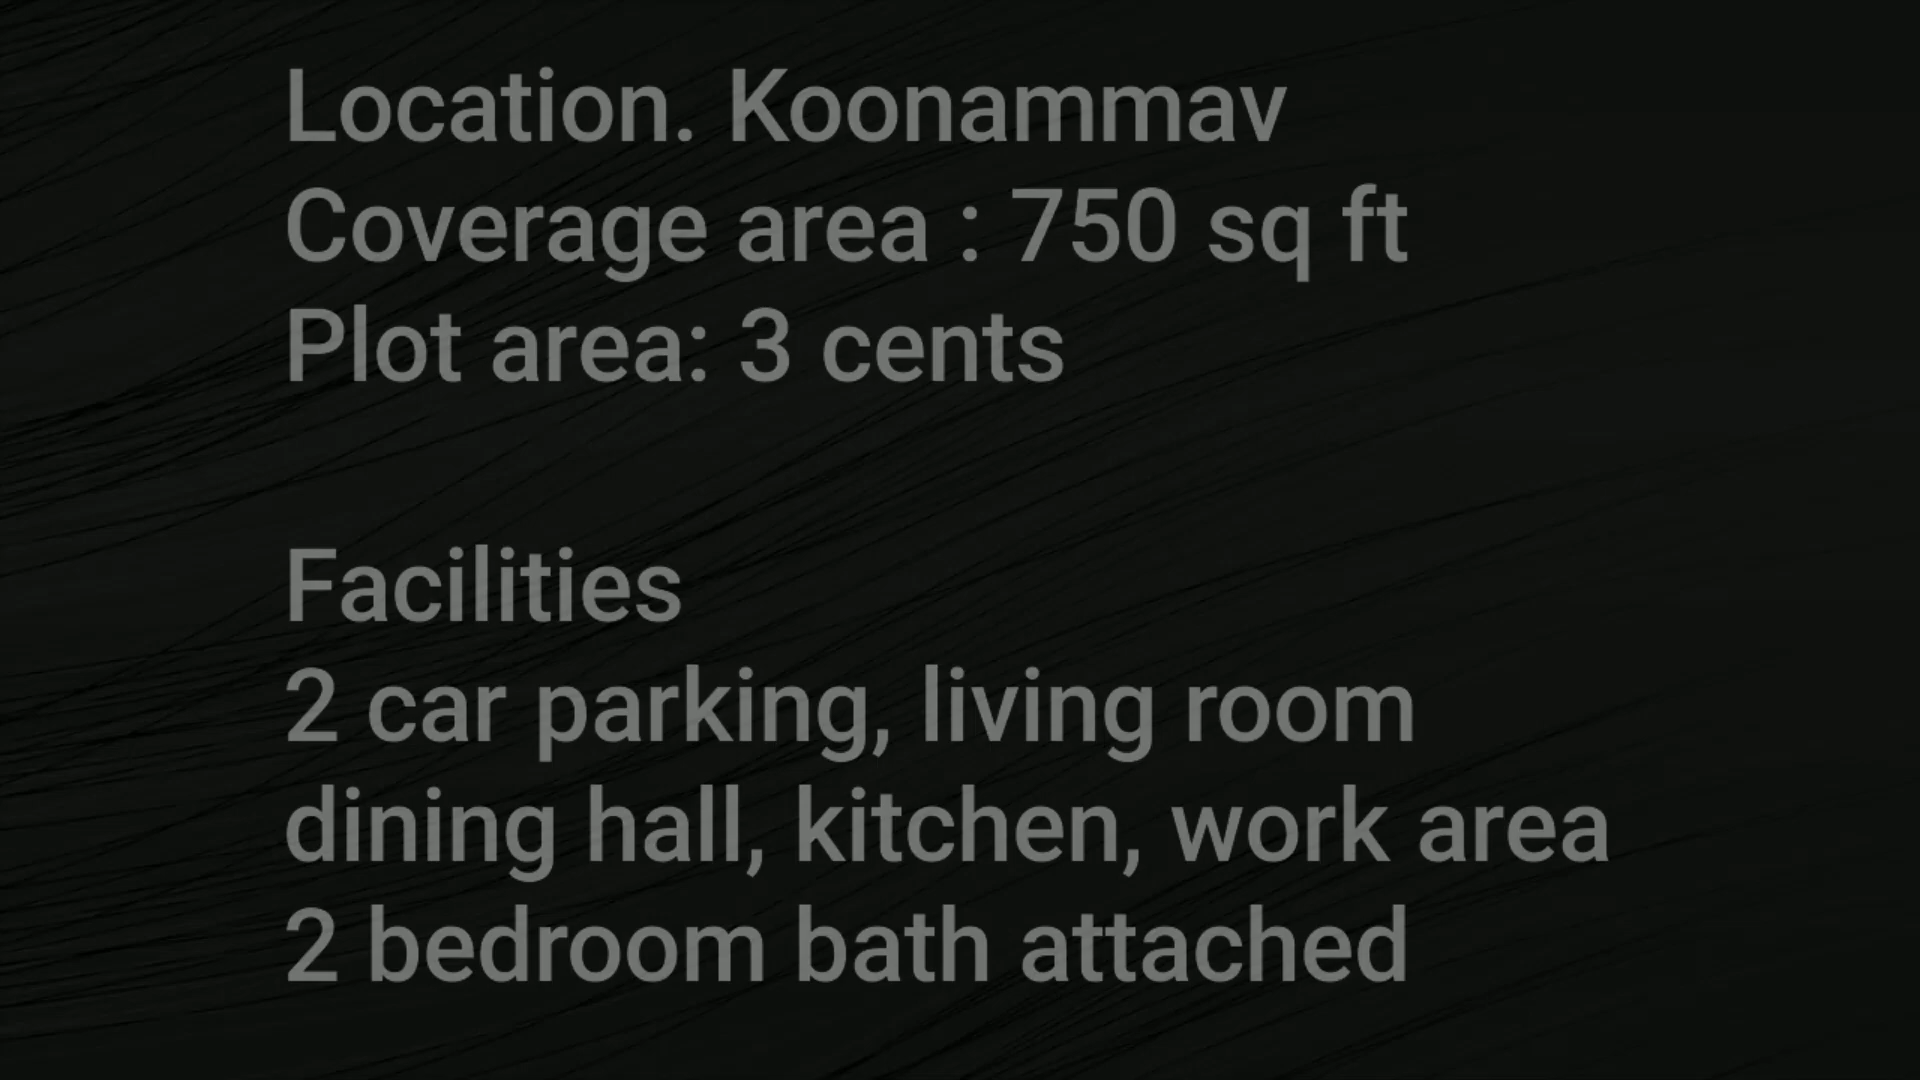 Location. Koonammav
Coverage area : 750 sq ft
Plot area: 3 cents
Facilities
2 car parking, living room
dining hall, kitchen, work area
2 bedroom bath attached